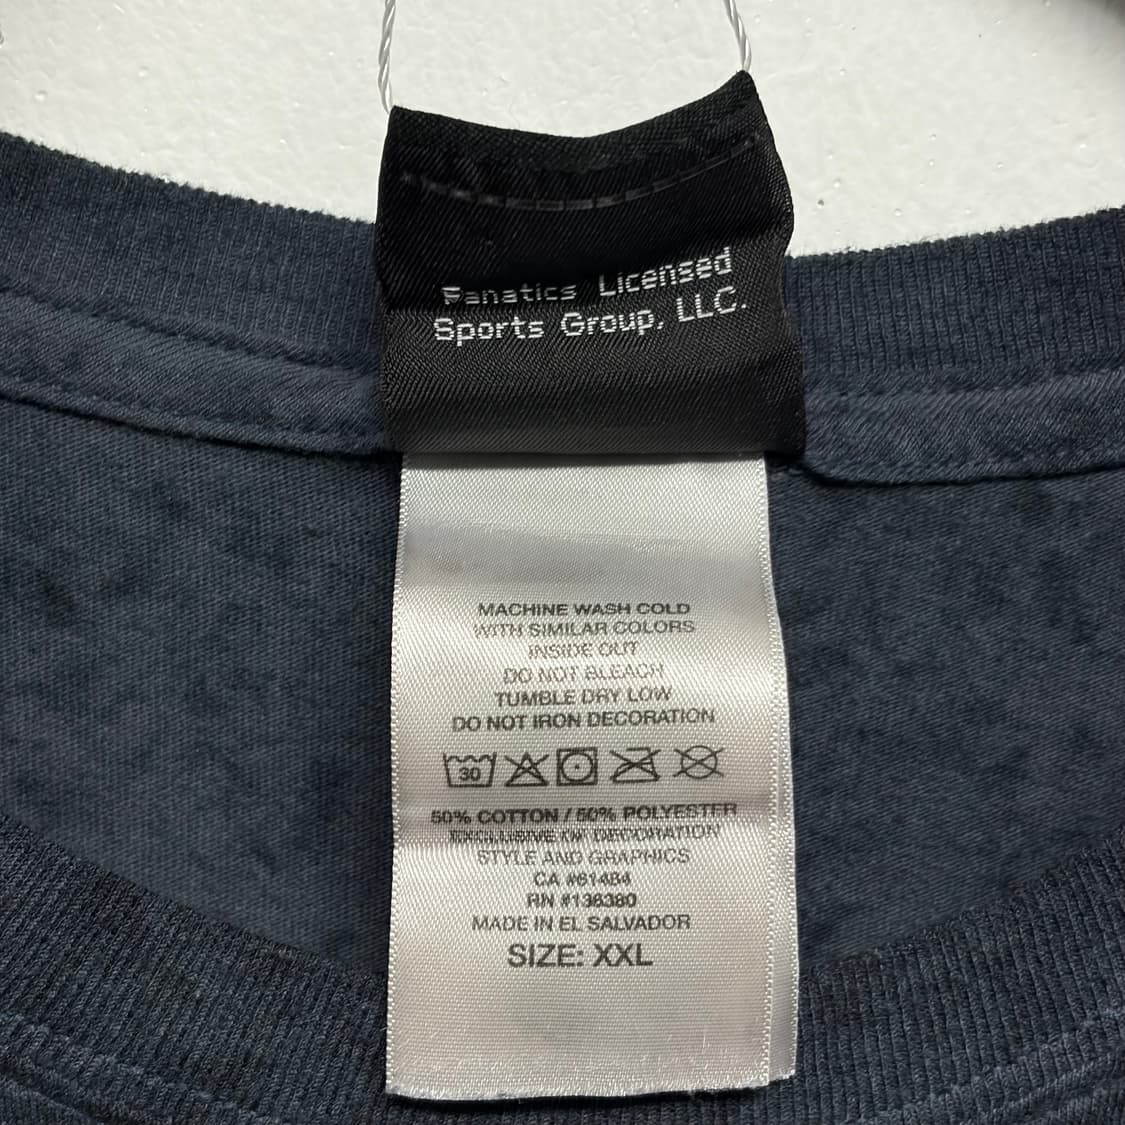 Fanatics Licensed
Sports Group, LLC.
MACHINE WASH COLD
WITH SIMILAR COLORS
INSIDE OUT
DO NOT BLEACH
TUMBLE DRY LOW
DO NOT IRON DECORATION
30
50% COTTON / 50% POLYESTER
EXCLUSIVE OF DECORATION
STYLE AND GRAPHICS
CA #61484
RN #136380
MADE IN EL SALVADOR
SIZE: XXL